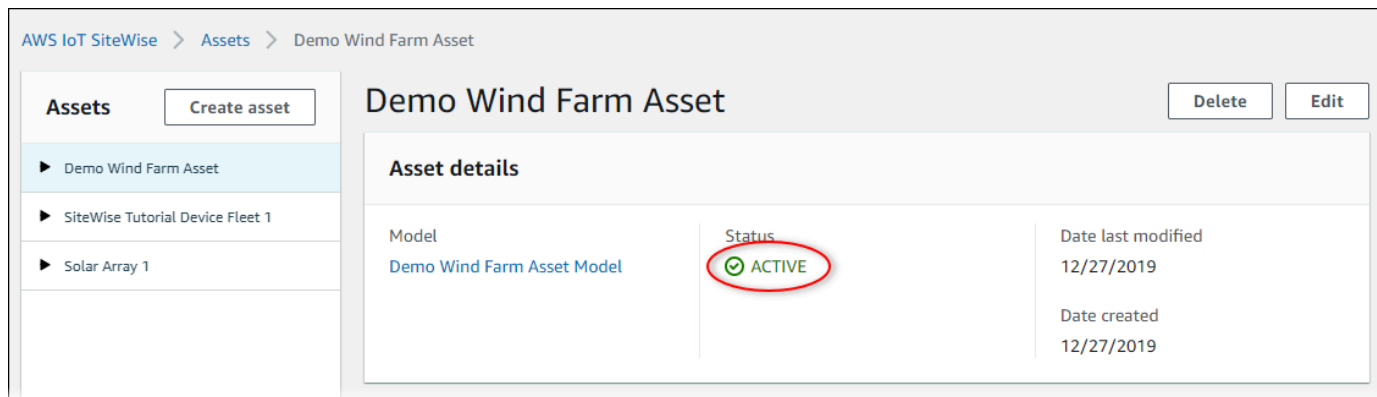 AWS IoT SiteWise > Assets > Demo Wind Farm Asset
Assets
Create asset
Demo Wind Farm Asset
SiteWise Tutorial Device Fleet 1
Solar Array 1
Demo Wind Farm Asset
Delete
Edit
Asset details
Model
Demo Wind Farm Asset Model
Status
ACTIVE
Date last modified
12/27/2019
Date created
12/27/2019